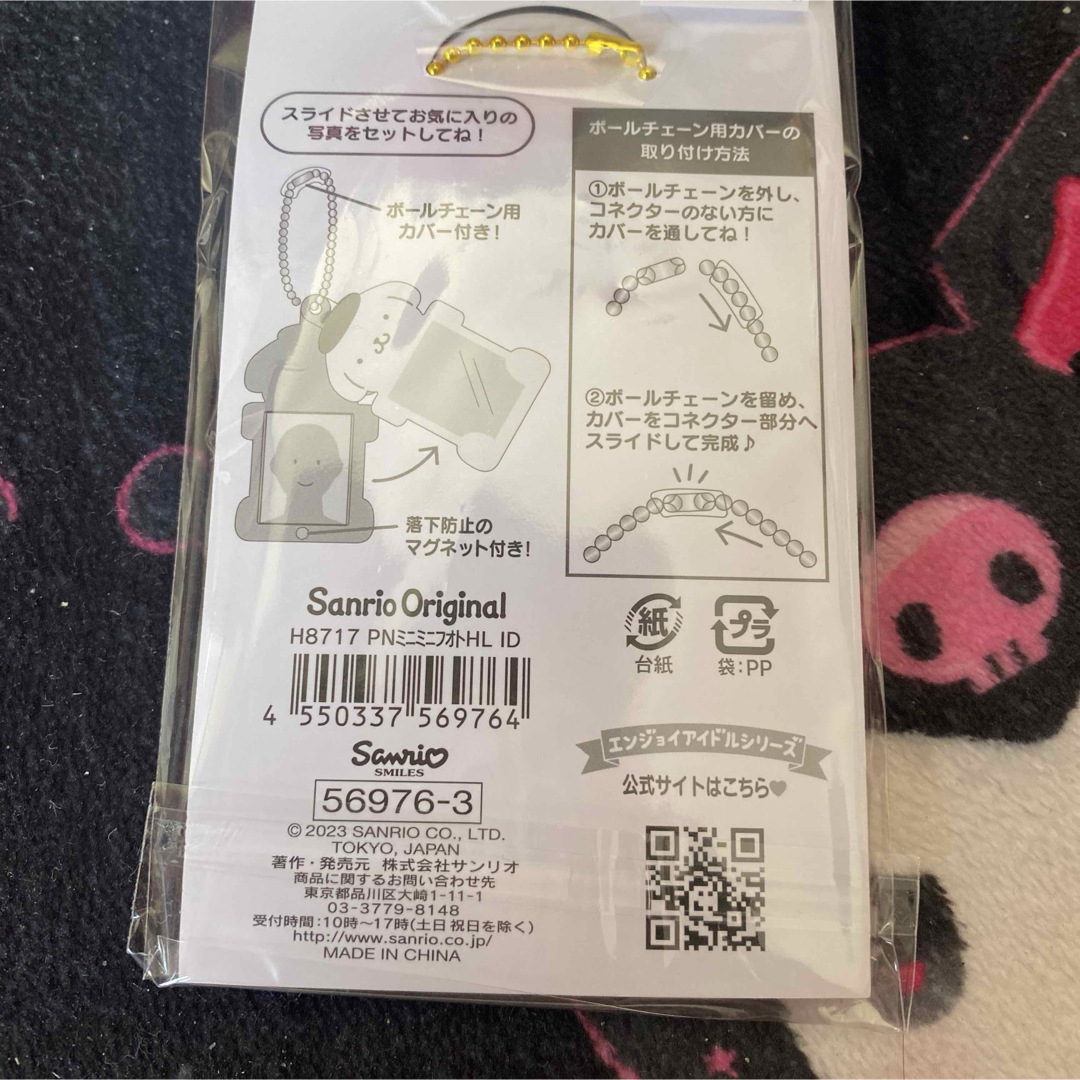 スライドさせてお気に入りの
写真をセットしてね！
ボールチェーン用
カバー付き！
落下防止の
マグネット付き！
ボールチェーン用カバーの
取り付け方法
①ボールチェーンを外し、
コネクターのない方に
カバーを通してね！
②ボールチェーンを留め、
カバーをコネクター部分へ
スライドして完成♪
Sanrio Original
H8717 PNミニミニフォトHL ID
4 550337 569764
Sanrio
SMILES
56976-3
© 2023 SANRIO CO., LTD.
TOKYO, JAPAN
著作・発売元 株式会社サンリオ
商品に関するお問い合わせ先
東京都品川区大崎1-11-1
03-3779-8148
受付時間：10時～17時(土日祝日を除く)
http://www.sanrio.co.jp/
MADE IN CHINA
紙
台紙
プラ
袋：PP
エンジョイアイドルシリーズ
公式サイトはこちら♥